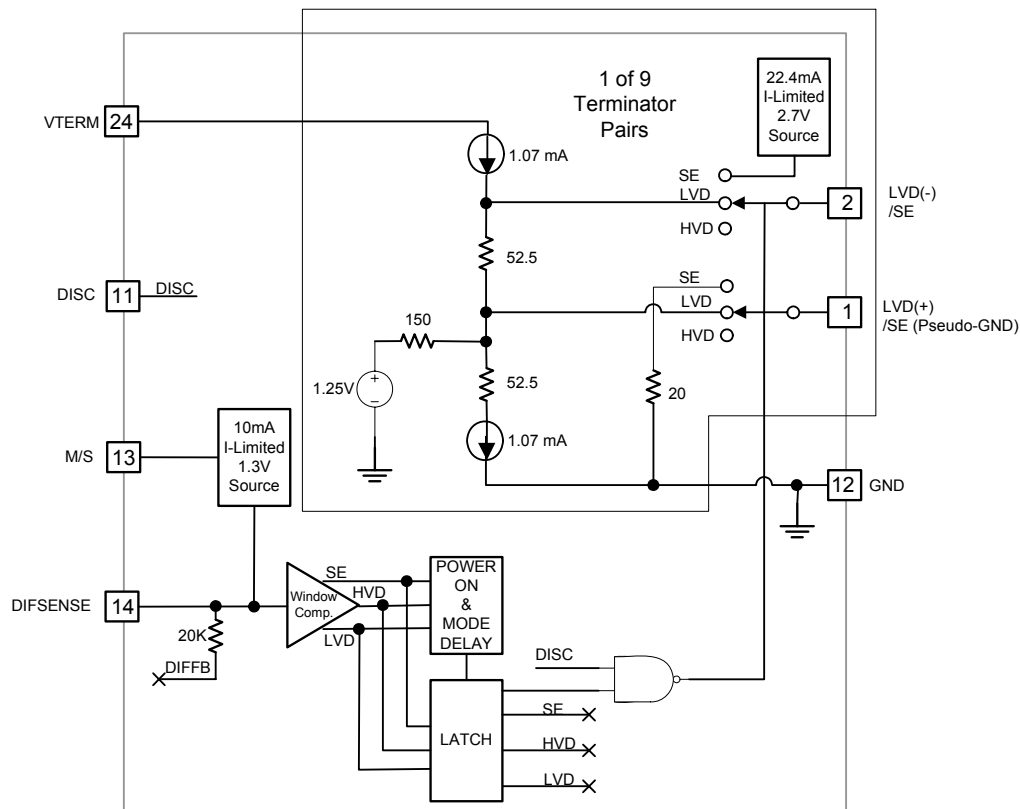 1 of 9
Terminator
Pairs
22.4mA
I-Limited
2.7V
Source
VTERM
24
1.07 mA
SE
LVD
HVD
2
LVD(-)
/SE
52.5
DISC
11
DISC
SE
LVD
HVD
1
LVD(+)
/SE (Pseudo-GND)
150
1.25V
+
−
52.5
20
M/S
13
10mA
I-Limited
1.3V
Source
1.07 mA
12
GND
DIFSENSE
14
20K
DIFFB
Window
Comp.
SE
HVD
LVD
POWER
ON
&
MODE
DELAY
DISC
LATCH
SE
HVD
LVD